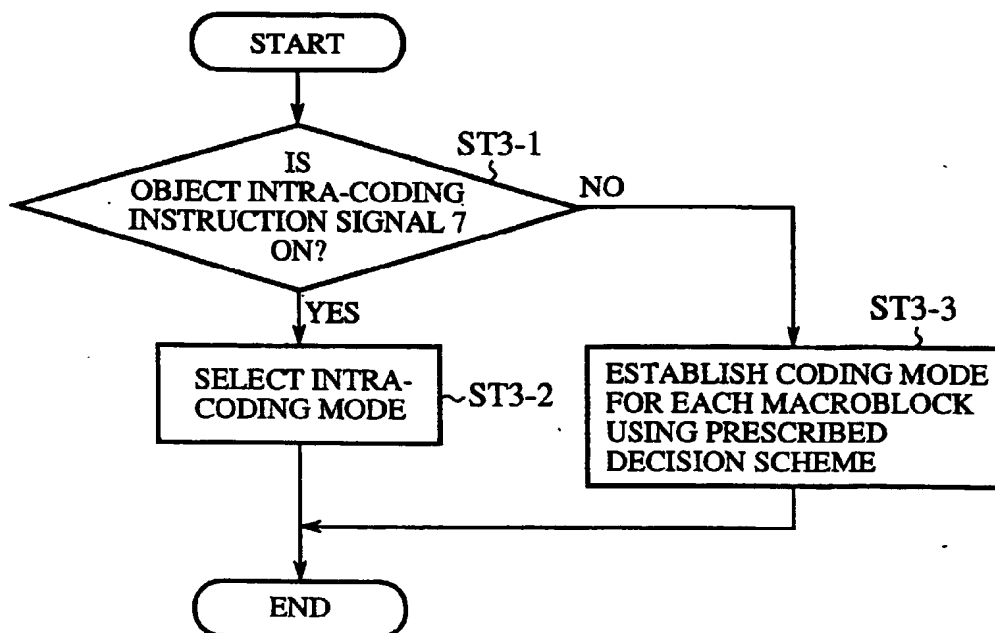 START
ST3-1
IS
OBJECT INTRA-CODING
INSTRUCTION SIGNAL 7
ON?
NO
YES
ST3-3
SELECT INTRA-
CODING MODE
ST3-2
ESTABLISH CODING MODE
FOR EACH MACROBLOCK
USING PRESCRIBED
DECISION SCHEME
END